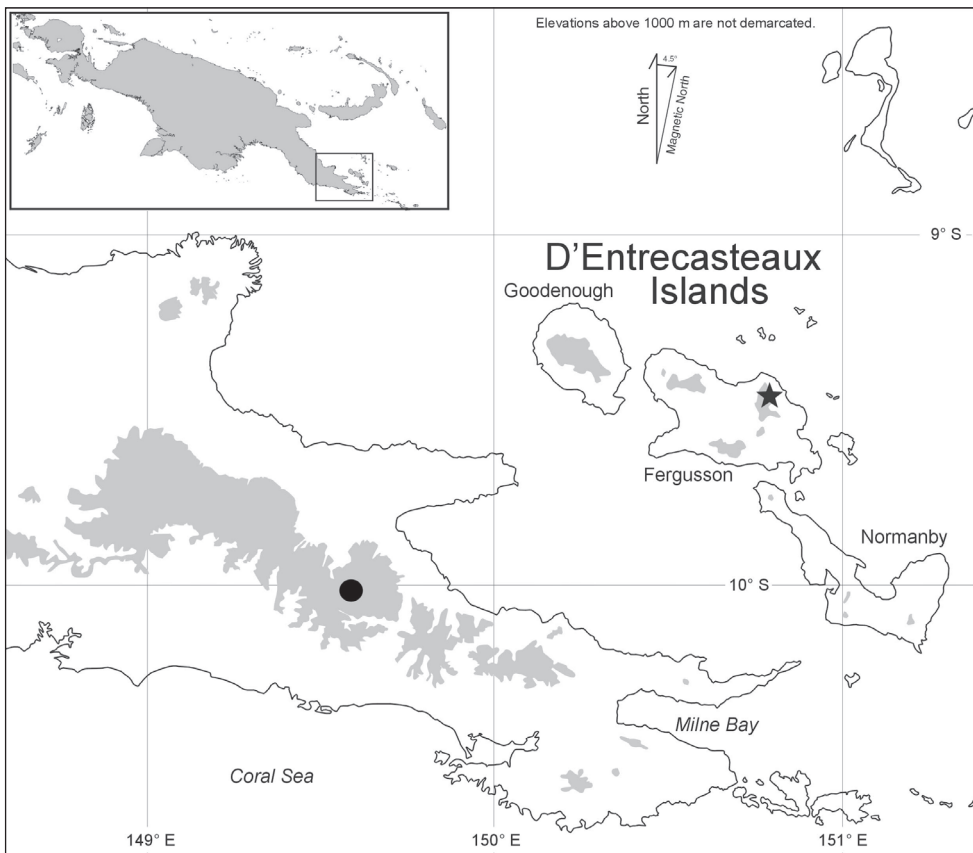 Elevations above 1000 m are not demarcated.
4.5°
North
Magnetic North
9° S
D'Entrecasteaux
Islands
Goodenough
Fergusson
Normanby
10° S
Milne Bay
Coral Sea
149° E
150° E
151° E